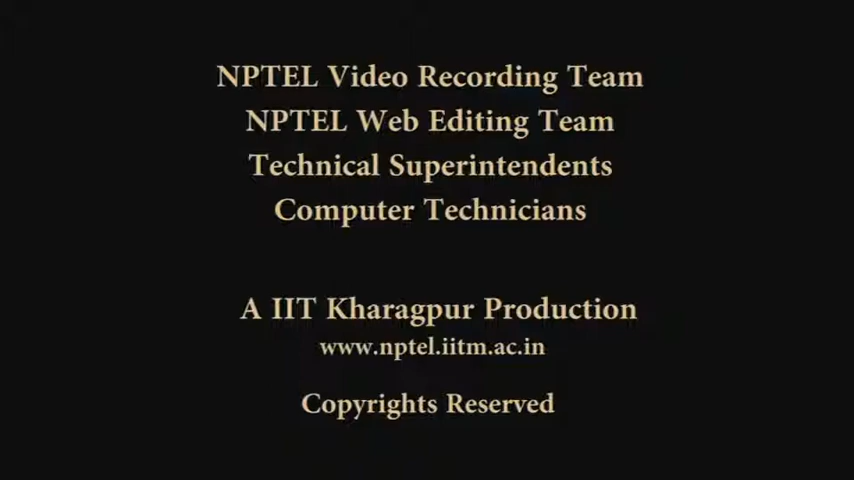 NPTEL Video Recording Team
NPTEL Web Editing Team
Technical Superintendents
Computer Technicians
A IIT Kharagpur Production
www.nptel.iitm.ac.in
Copyrights Reserved